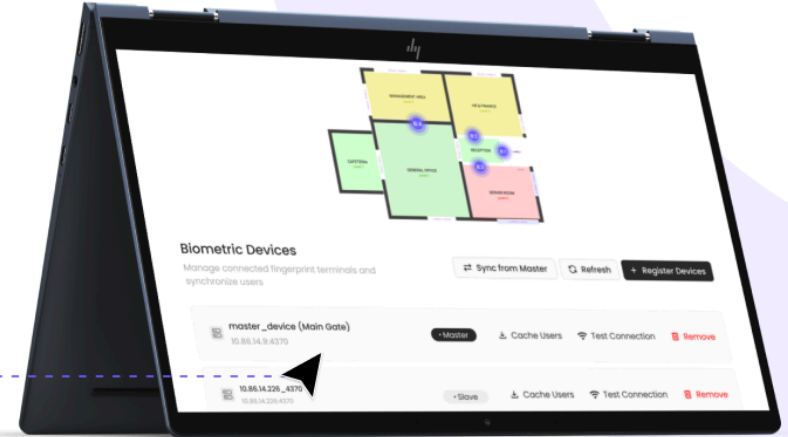 MANAGEMENT AREA
HR & FINANCE
CAFETERIA
GENERAL OFFICE
RECEPTION
SERVER ROOM
Biometric Devices
Manage connected fingerprint terminals and
synchronize users
Sync from Master
Refresh
+ Register Devices
master_device (Main Gate)
10.86.14.9:4370
• Master
Cache Users
Test Connection
Remove
10.86.14.226_4370
10.86.14.226:4370
• Slave
Cache Users
Test Connection
Remove